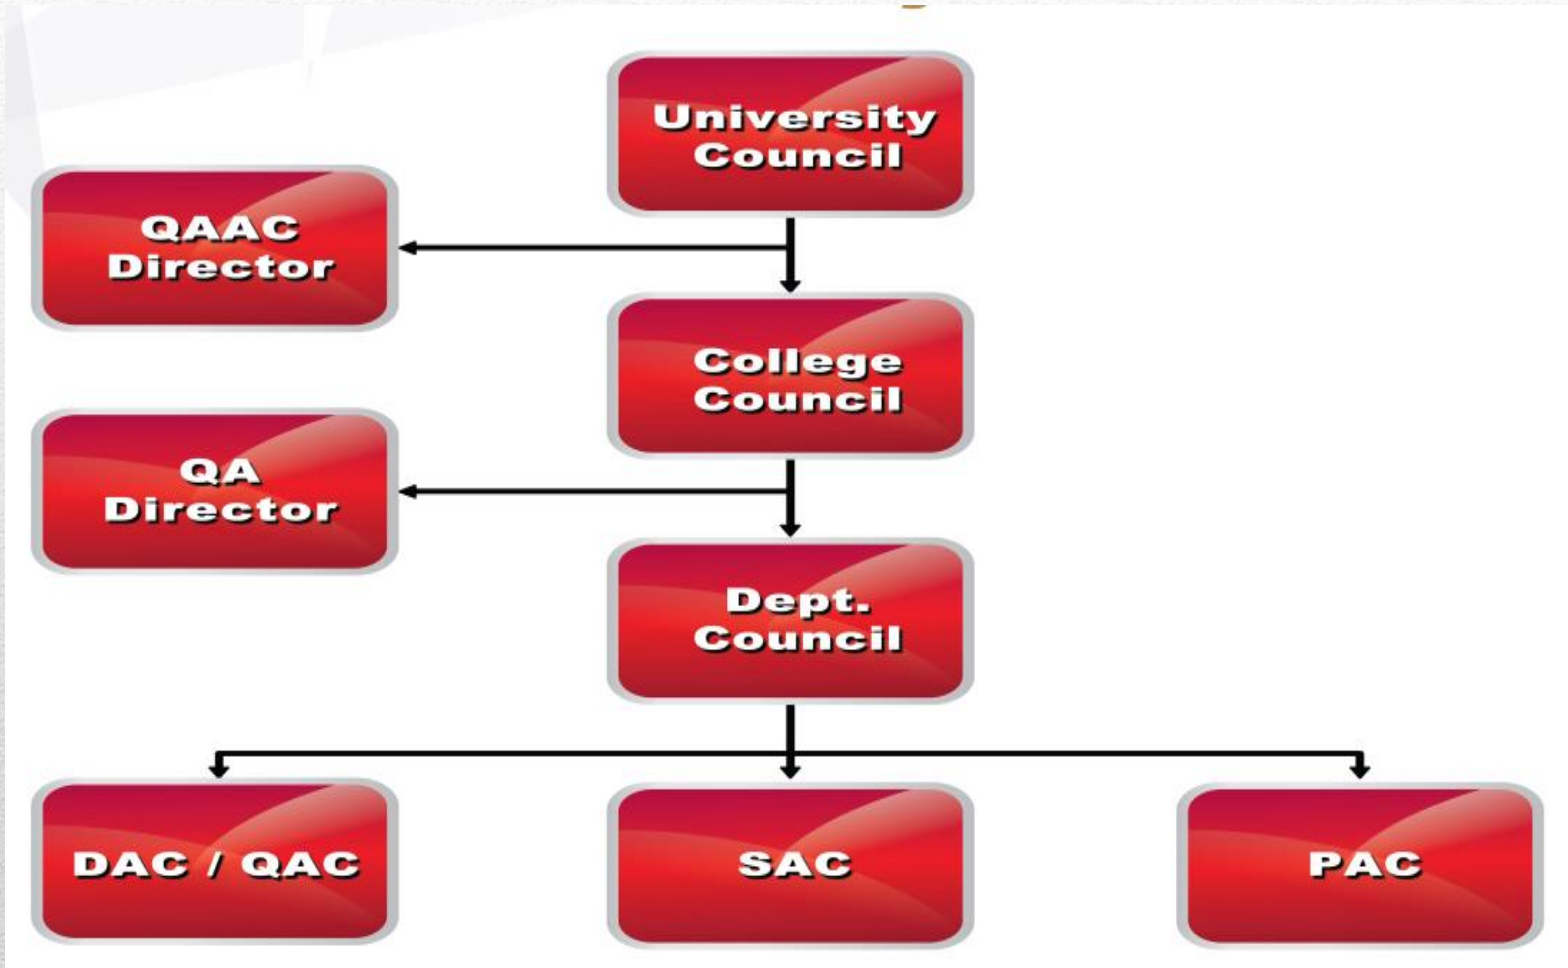 University
Council
QAAC
Director
College
Council
QA
Director
Dept.
Council
DAC / QAC
SAC
PAC